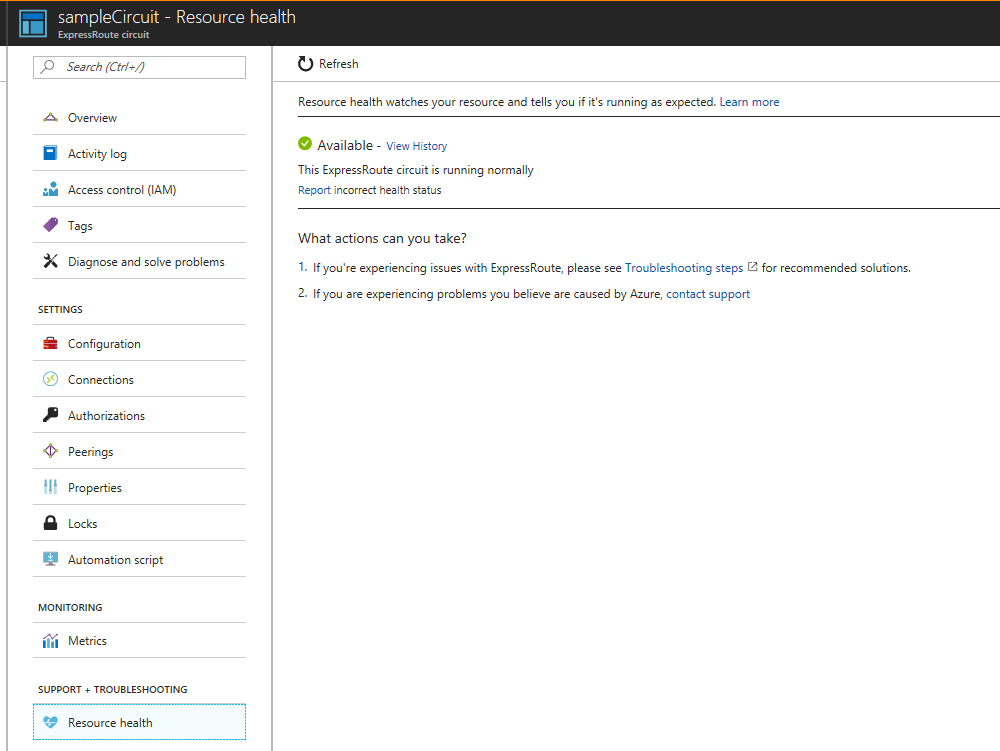 sampleCircuit - Resource health
ExpressRoute circuit
Search (Ctrl+/)
Overview
Activity log
Access control (IAM)
Tags
Diagnose and solve problems
SETTINGS
Configuration
Connections
Authorizations
Peerings
Properties
Locks
Automation script
MONITORING
Metrics
SUPPORT + TROUBLESHOOTING
Resource health
Refresh
Resource health watches your resource and tells you if it's running as expected. Learn more
Available - View History
This ExpressRoute circuit is running normally
Report incorrect health status
What actions can you take?
1. If you're experiencing issues with ExpressRoute, please see Troubleshooting steps for recommended solutions.
2. If you are experiencing problems you believe are caused by Azure, contact support